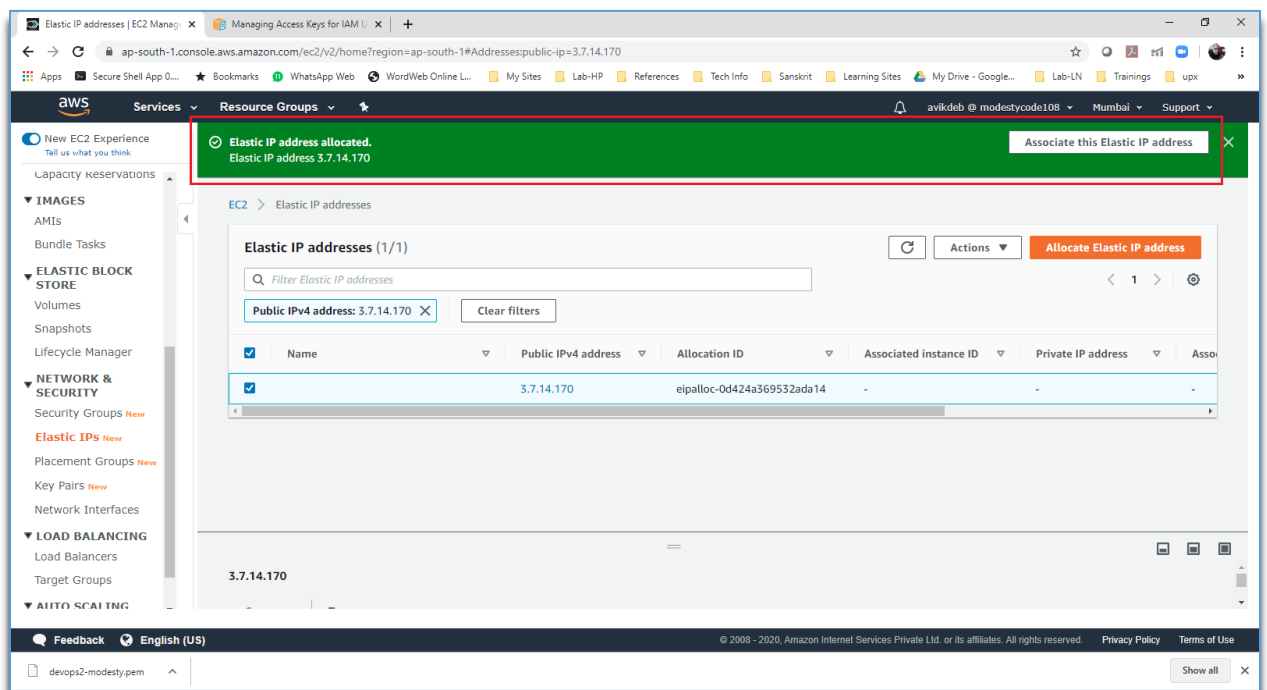 Elastic IP addresses | EC2 Manag
Managing Access Keys for IAM U
ap-south-1.console.aws.amazon.com/ec2/v2/home?region=ap-south-1#Addresses:public-ip=3.7.14.170
Apps Secure Shell App 0.... Bookmarks WhatsApp Web WordWeb Online L... My Sites Lab-HP References Tech Info Sanskrit Learning Sites My Drive - Google... Lab-LN Trainings upx »
aws Services Resource Groups avikdeb @ modestycode108 Mumbai Support
New EC2 Experience
Tell us what you think
Capacity Reservations
IMAGES
AMIs
Bundle Tasks
ELASTIC BLOCK
STORE
Volumes
Snapshots
Lifecycle Manager
NETWORK &
SECURITY
Security Groups New
Elastic IPs New
Placement Groups New
Key Pairs New
Network Interfaces
LOAD BALANCING
Load Balancers
Target Groups
AUTO SCALING
Elastic IP address allocated.
Elastic IP address 3.7.14.170
Associate this Elastic IP address
EC2 > Elastic IP addresses
Elastic IP addresses (1/1)
Actions
Allocate Elastic IP address
Filter Elastic IP addresses
< 1 >
Public IPv4 address: 3.7.14.170
Clear filters
Name Public IPv4 address Allocation ID Associated instance ID Private IP address Asso
3.7.14.170 eipalloc-0d424a369532ada14 - - -
3.7.14.170
Feedback English (US) © 2008 - 2020, Amazon Internet Services Private Ltd. or its affiliates. All rights reserved. Privacy Policy Terms of Use
devops2-modesty.pem Show all